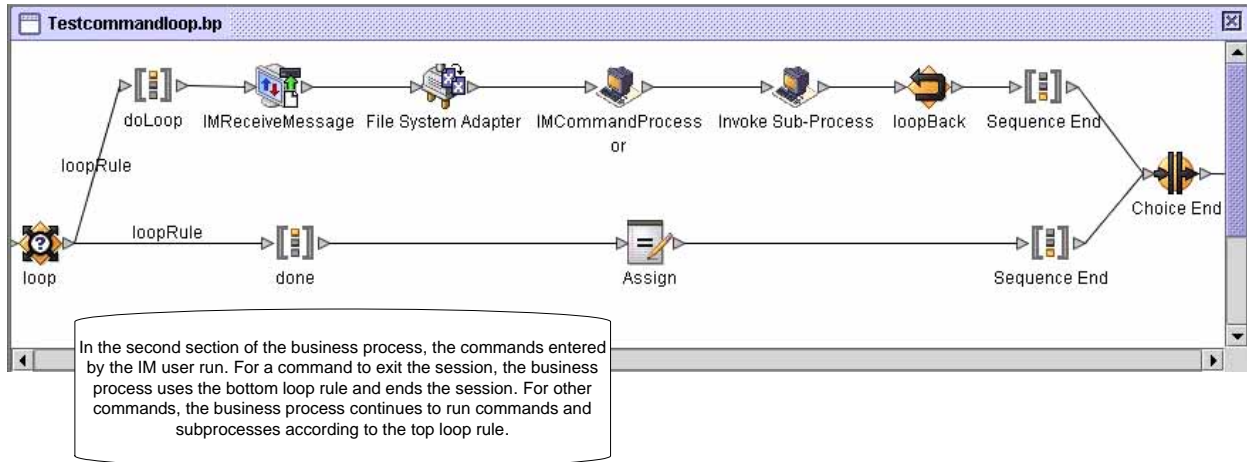 Testcommandloop.bp
doLoop
IMReceiveMessage
File System Adapter
IMCommandProcess
or
Invoke Sub-Process
loopBack
Sequence End
loopRule
Choice End
loopRule
loop
done
Assign
Sequence End
In the second section of the business process, the commands entered
by the IM user run. For a command to exit the session, the business
process uses the bottom loop rule and ends the session. For other
commands, the business process continues to run commands and
subprocesses according to the top loop rule.